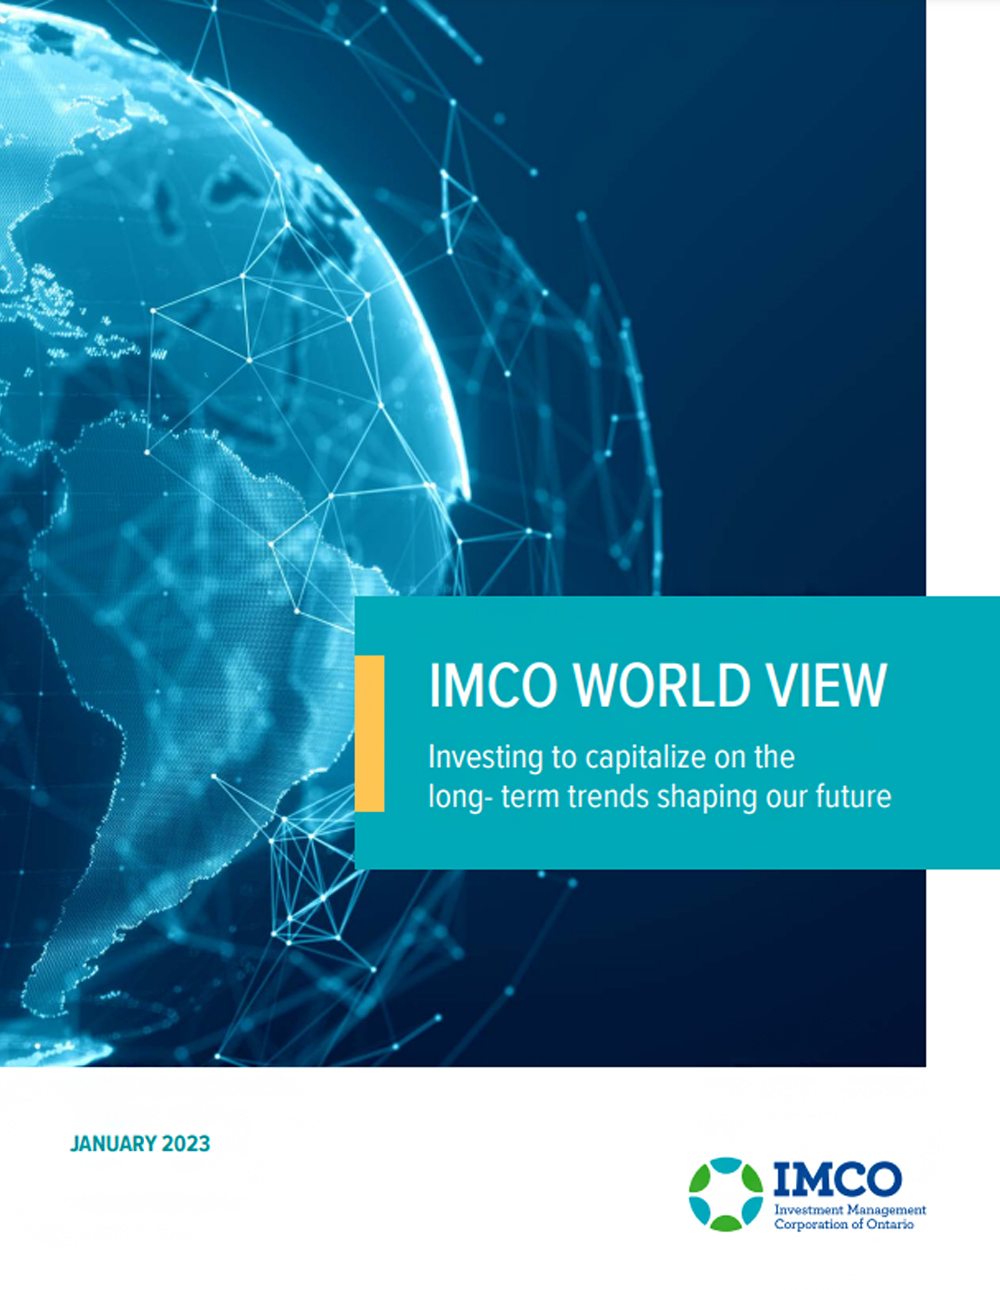 IMCO WORLD VIEW
Investing to capitalize on the
long- term trends shaping our future
JANUARY 2023
IMCO
Investment Management
Corporation of Ontario